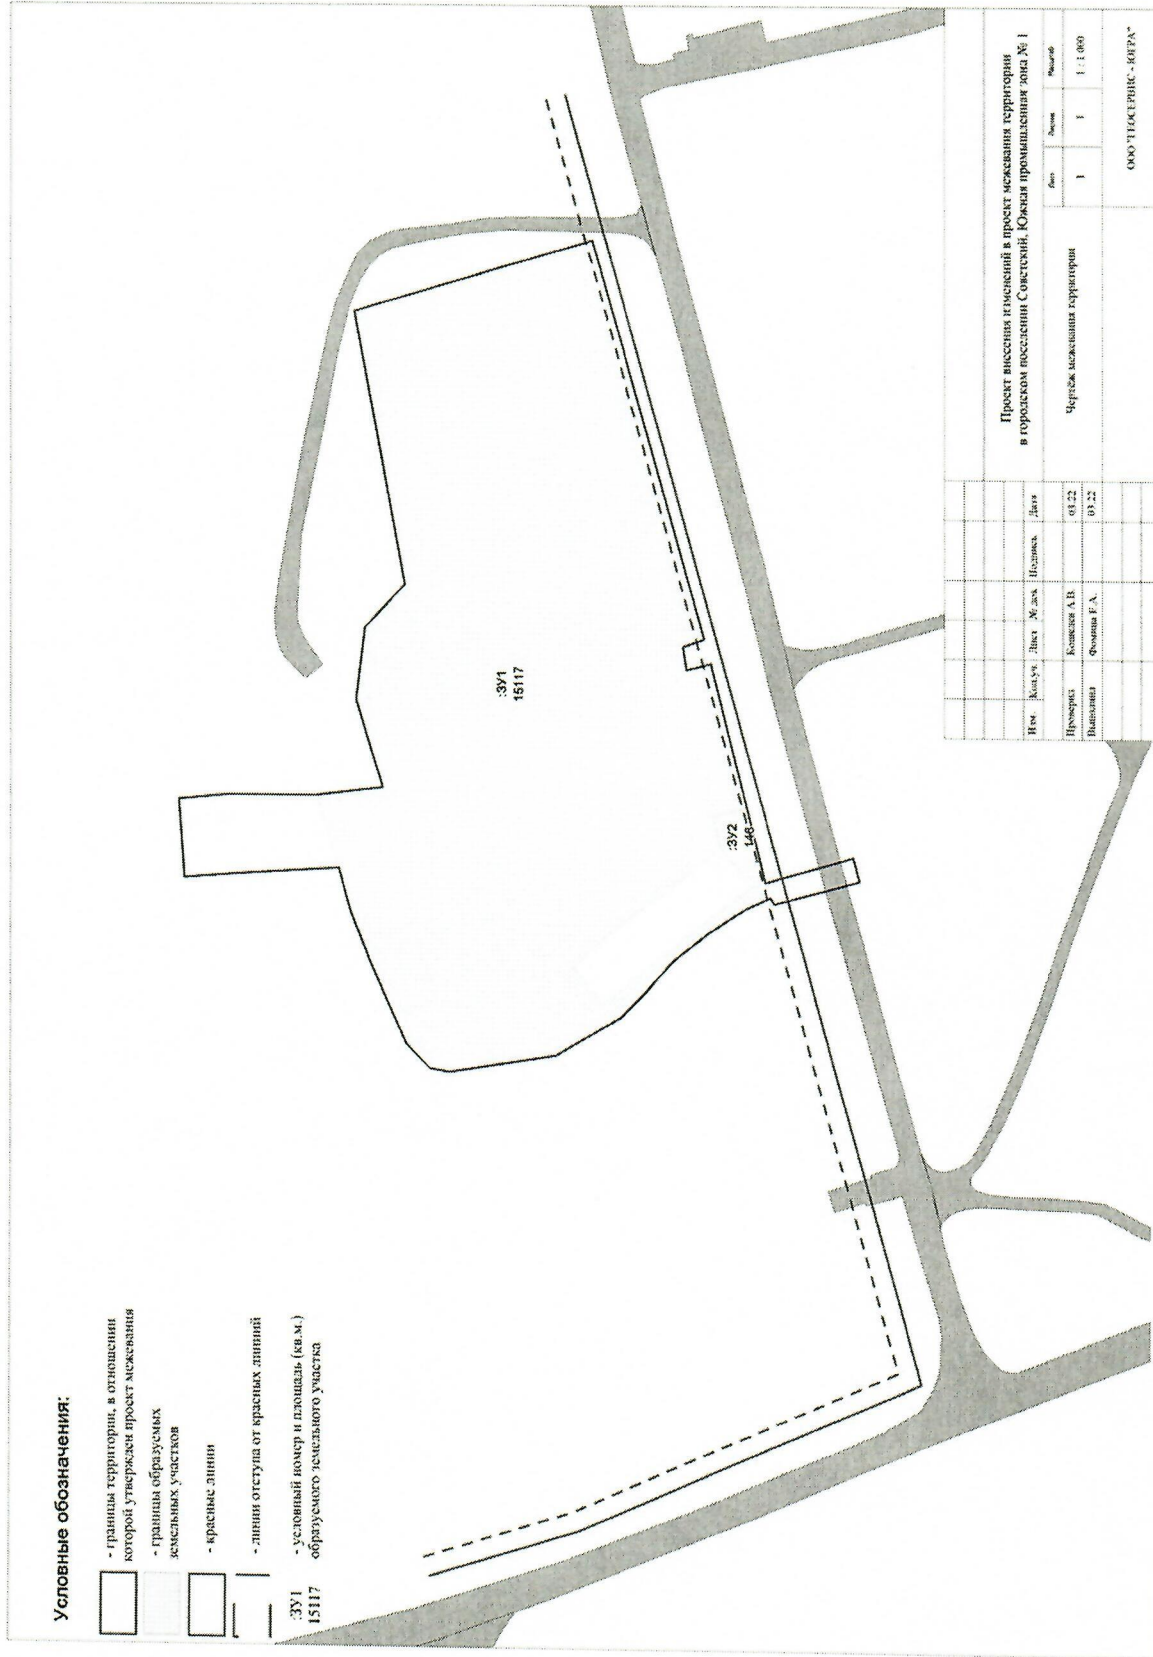 Условные обозначения:
- границы территории, в отношении
которой утвержден проект межевания
- границы образуемых
земельных участков
- красные линии
- линии отступа от красных линий
:ЗУ1
15117
- условный номер и площадь (кв.м.)
образуемого земельного участка
:ЗУ1
15117
:ЗУ2
146
Проект внесения изменений в проект межевания территории
в городском поселении Советский, Южная промышленная зона № 1
Изм. Кол.уч. Лист № док. Подпись Дата
Проверил 03.22
Выполнил Фомина Е.А. 03.22
Чертёж межевания территории
Лист Листов Масштаб
1 1 1 : 1 000
ООО "ГЕОСЕРВИС - ЮГРА"